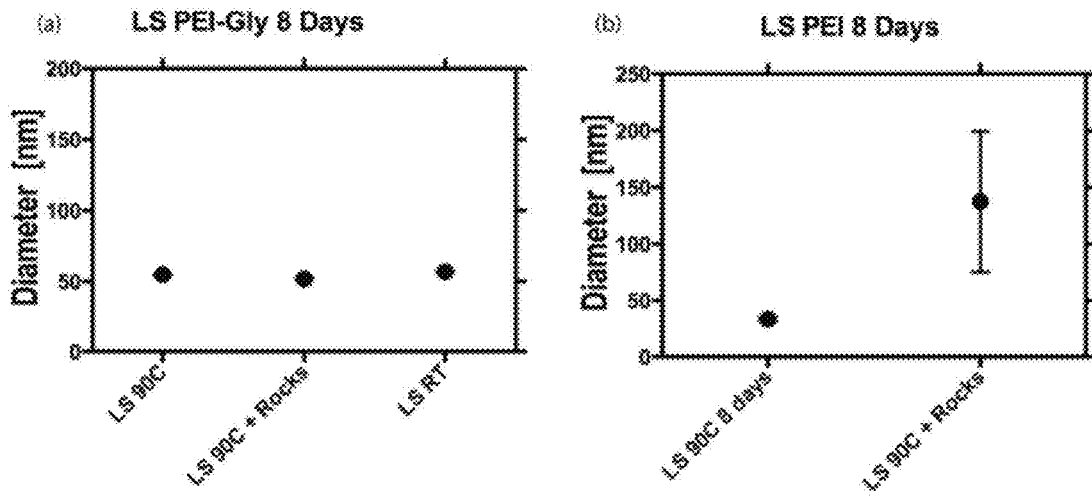 (a) LS PEI-Gly 8 Days
200
150
100
50
0
Diameter [nm]
LS 90C
LS 90C + Rocks
LS RT
(b) LS PEI 8 Days
250
200
150
100
50
0
Diameter [nm]
LS 90C 8 days
LS 90C + Rocks